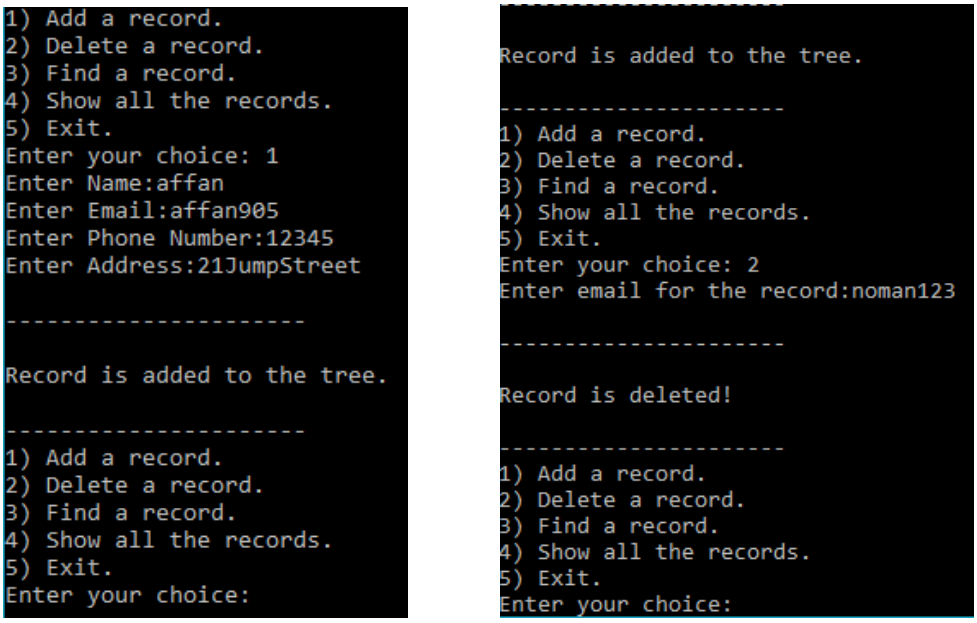 1) Add a record.
2) Delete a record.
3) Find a record.
4) Show all the records.
5) Exit.
Enter your choice: 1
Enter Name:affan
Enter Email:affan905
Enter Phone Number:12345
Enter Address:21JumpStreet
----------------------
Record is added to the tree.
----------------------
1) Add a record.
2) Delete a record.
3) Find a record.
4) Show all the records.
5) Exit.
Enter your choice:
----------------------
Record is added to the tree.
----------------------
1) Add a record.
2) Delete a record.
3) Find a record.
4) Show all the records.
5) Exit.
Enter your choice: 2
Enter email for the record:noman123
----------------------
Record is deleted!
----------------------
1) Add a record.
2) Delete a record.
3) Find a record.
4) Show all the records.
5) Exit.
Enter your choice: